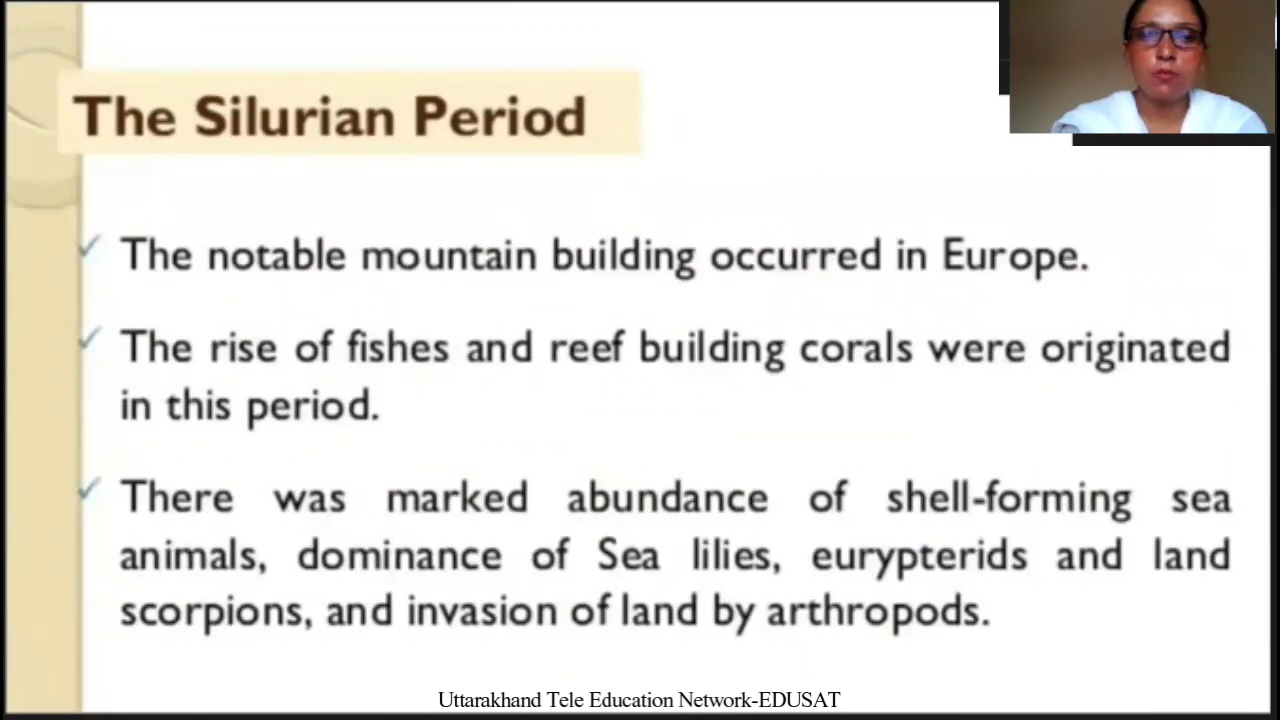 The Silurian Period
The notable mountain building occurred in Europe.
The rise of fishes and reef building corals were originated
in this period.
There was marked abundance of shell-forming sea
animals, dominance of Sea lilies, eurypterids and land
scorpions, and invasion of land by arthropods.
Uttarakhand Tele Education Network-EDUSAT